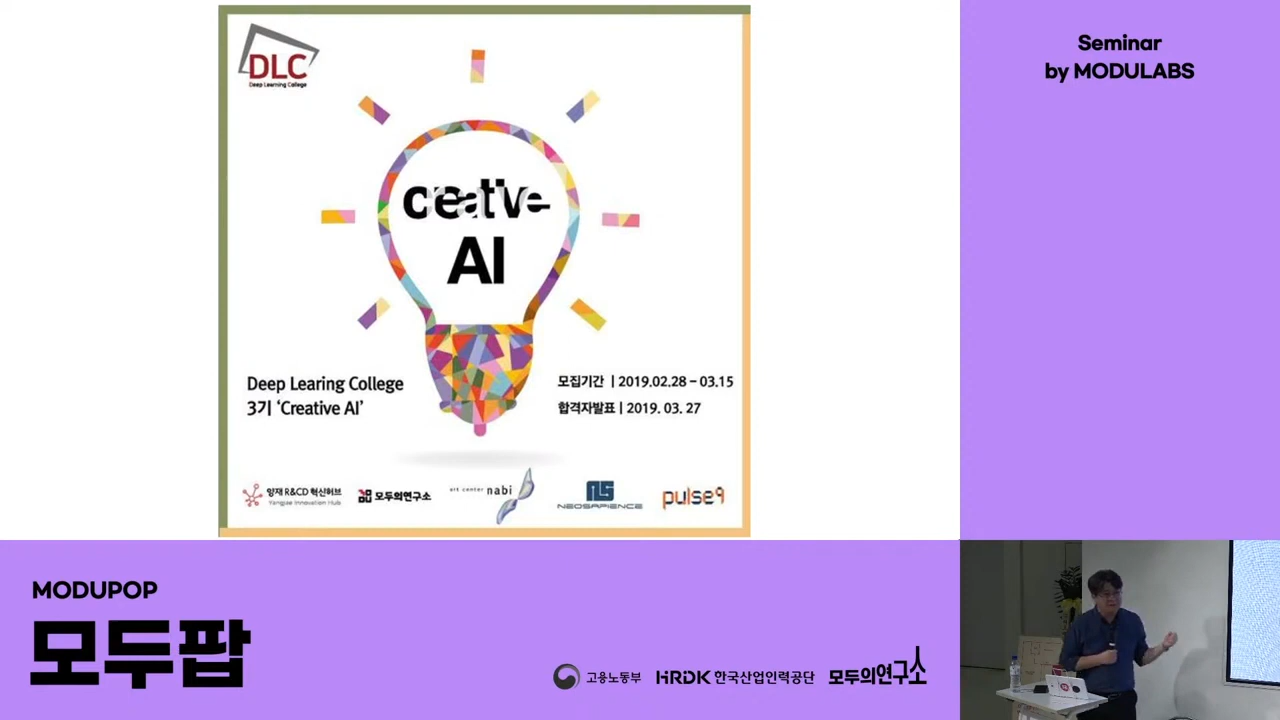 DLC
Deep Learning College
creative
AI
Deep Learing College
3기 ‘Creative AI’
모집기간 | 2019.02.28 – 03.15
합격자발표 | 2019. 03. 27
양재 R&CD 혁신허브
Yangjae Innovation Hub
모두의연구소
art center nabi
NEOSAPIENCE
pulse9
Seminar
by MODULABS
MODUPOP
모두팝
고용노동부
HRDK 한국산업인력공단
모두의연구소